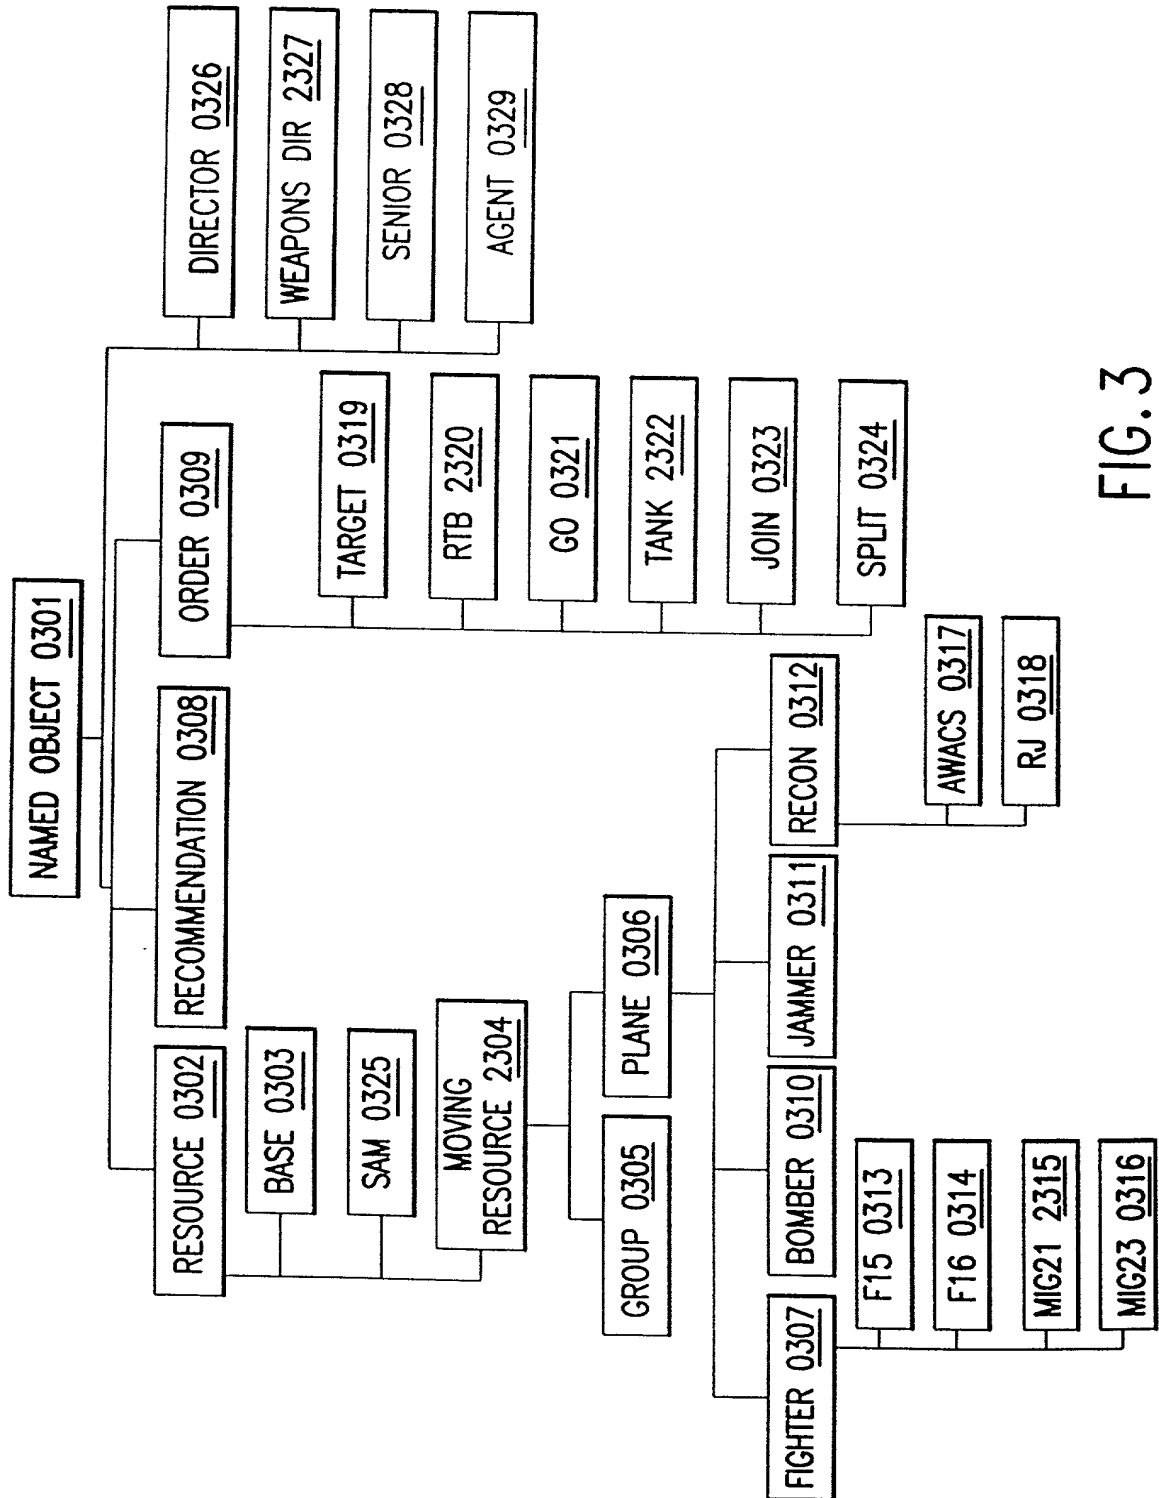 NAMED OBJECT 0301
RESOURCE 0302
RECOMMENDATION 0308
ORDER 0309
DIRECTOR 0326
WEAPONS DIR 2327
SENIOR 0328
AGENT 0329
BASE 0303
SAM 0325
MOVING
RESOURCE 2304
TARGET 0319
RTB 2320
GO 0321
TANK 2322
JOIN 0323
SPLIT 0324
GROUP 0305
PLANE 0306
FIGHTER 0307
BOMBER 0310
JAMMER 0311
RECON 0312
F15 0313
F16 0314
MIG21 2315
MIG23 0316
AWACS 0317
RJ 0318
FIG. 3